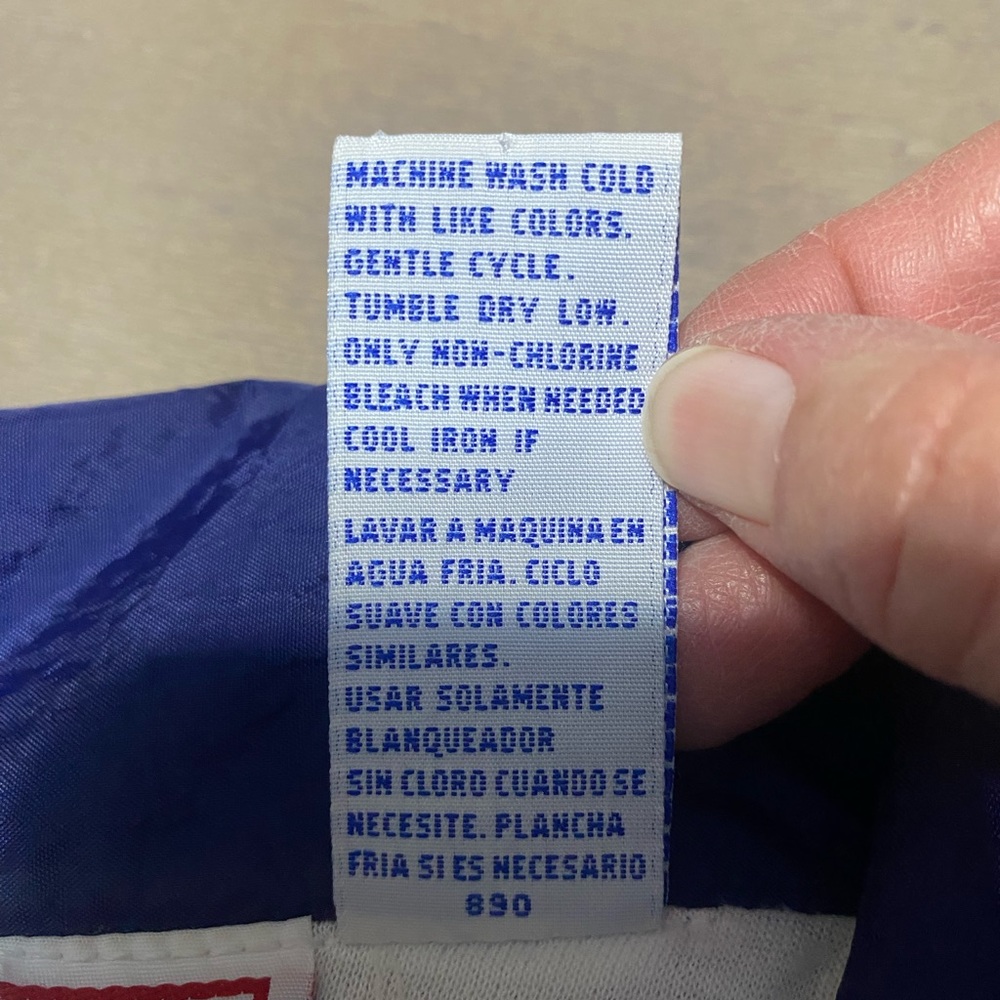 MACHINE WASH COLD
WITH LIKE COLORS.
GENTLE CYCLE.
TUMBLE DRY LOW.
ONLY NON-CHLORINE
BLEACH WHEN NEEDED
COOL IRON IF
NECESSARY
LAVAR A MAQUINA EN
AGUA FRIA. CICLO
SUAVE CON COLORES
SIMILARES.
USAR SOLAMENTE
BLANQUEADOR
SIN CLORO CUANDO SE
NECESITE. PLANCHA
FRIA SI ES NECESARIO
890